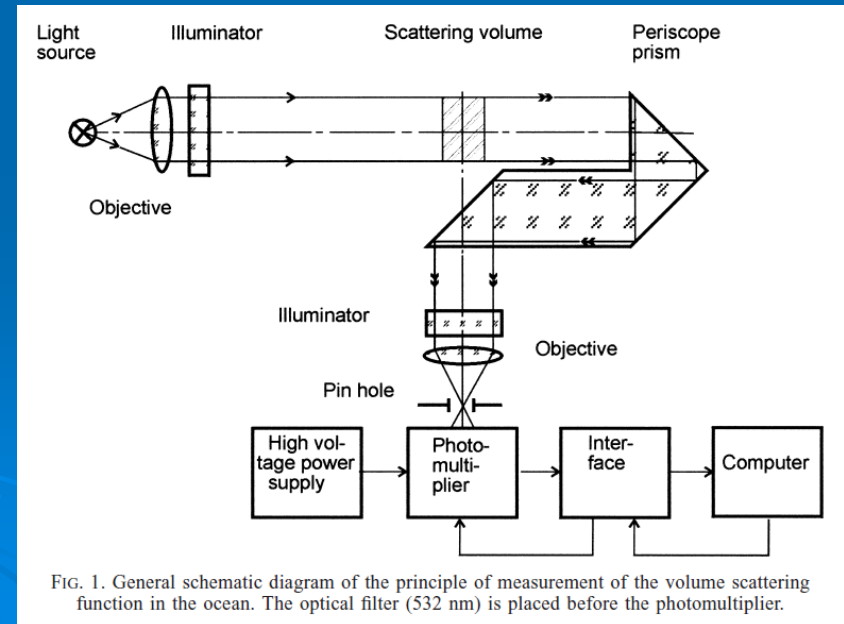 Light
source
Illuminator
Scattering volume
Periscope
prism
Objective
Illuminator
Objective
Pin hole
High vol-
tage power
supply
Photo-
multi-
plier
Inter-
face
Computer
FIG. 1. General schematic diagram of the principle of measurement of the volume scattering
function in the ocean. The optical filter (532 nm) is placed before the photomultiplier.